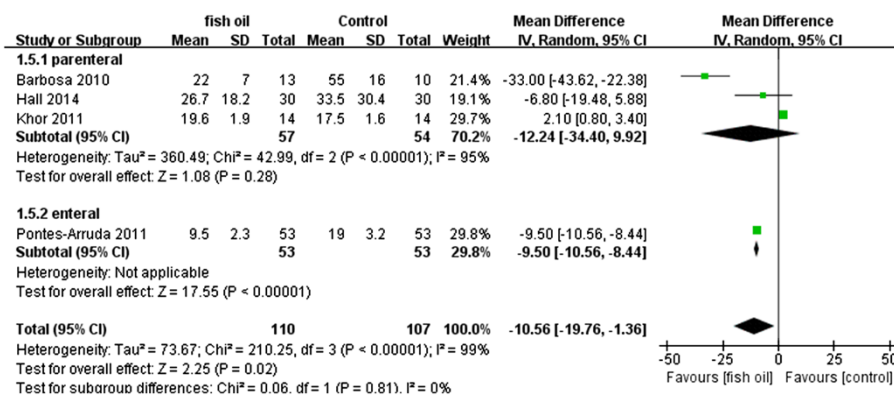 fish oil Control Mean Difference Mean Difference
Study or Subgroup Mean SD Total Mean SD Total Weight IV, Random, 95% CI IV, Random, 95% CI
1.5.1 parenteral
Barbosa 2010 22 7 13 55 16 10 21.4% -33.00 [-43.62, -22.38]
Hall 2014 26.7 18.2 30 33.5 30.4 30 19.1% -6.80 [-19.48, 5.88]
Khor 2011 19.6 1.9 14 17.5 1.6 14 29.7% 2.10 [0.80, 3.40]
Subtotal (95% CI) 57 54 70.2% -12.24 [-34.40, 9.92]
Heterogeneity: Tau² = 360.49; Chi² = 42.99, df = 2 (P < 0.00001); I² = 95%
Test for overall effect: Z = 1.08 (P = 0.28)
1.5.2 enteral
Pontes-Arruda 2011 9.5 2.3 53 19 3.2 53 29.8% -9.50 [-10.56, -8.44]
Subtotal (95% CI) 53 53 29.8% -9.50 [-10.56, -8.44]
Heterogeneity: Not applicable
Test for overall effect: Z = 17.55 (P < 0.00001)
Total (95% CI) 110 107 100.0% -10.56 [-19.76, -1.36]
Heterogeneity: Tau² = 73.67; Chi² = 210.25, df = 3 (P < 0.00001); I² = 99%
Test for overall effect: Z = 2.25 (P = 0.02)
Test for subgroup differences: Chi² = 0.06, df = 1 (P = 0.81), I² = 0%
-50 -25 0 25 50
Favours [fish oil] Favours [control]